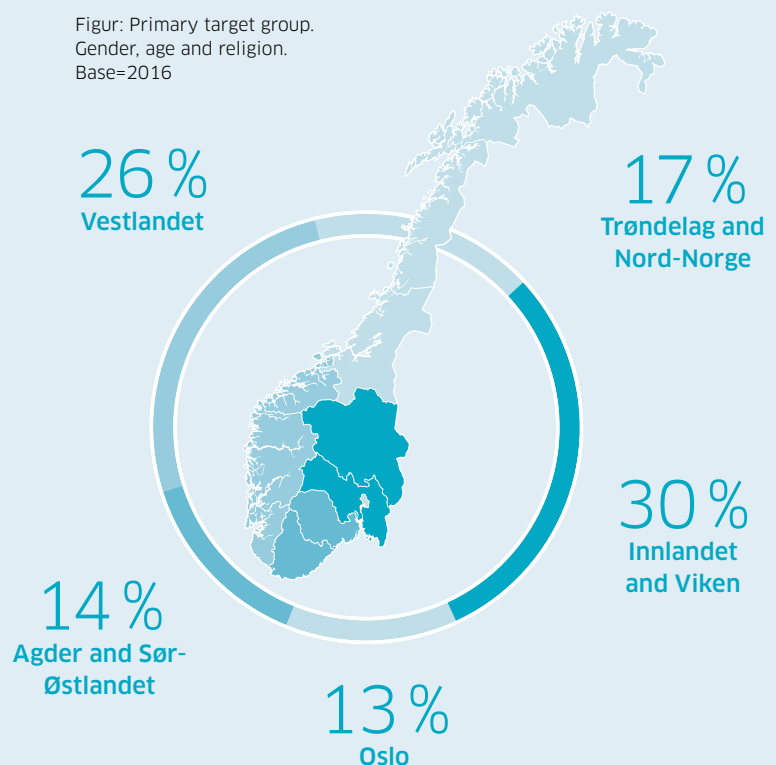 Figur: Primary target group.
Gender, age and religion.
Base=2016
26 %
Vestlandet
17 %
Trøndelag and
Nord-Norge
30 %
Innlandet
and Viken
14 %
Agder and Sør-
Østlandet
13 %
Oslo